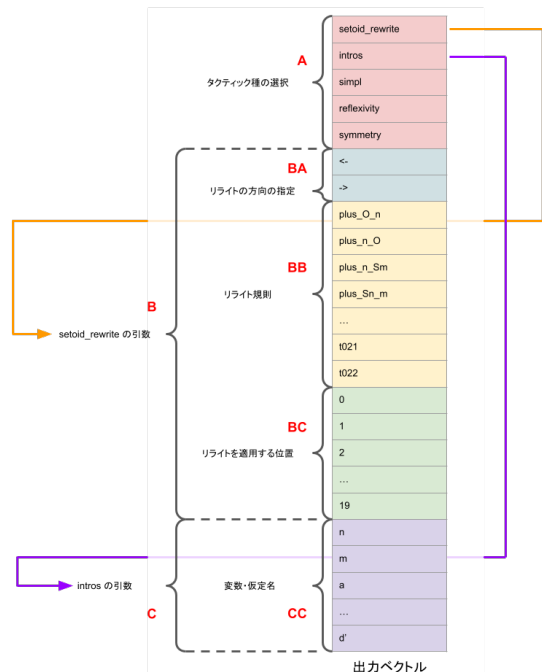 setoid_rewrite
A
intros
タクティック種の選択
simpl
reflexivity
symmetry
<-
BA
->
リライトの方向の指定
plus_O_n
plus_n_O
BB
plus_n_Sm
リライト規則
plus_Sn_m
B
…
setoid_rewrite の引数
t021
t022
0
BC
1
リライトを適用する位置
2
…
19
n
m
intros の引数
変数・仮定名
a
C
CC
…
d'
出力ベクトル